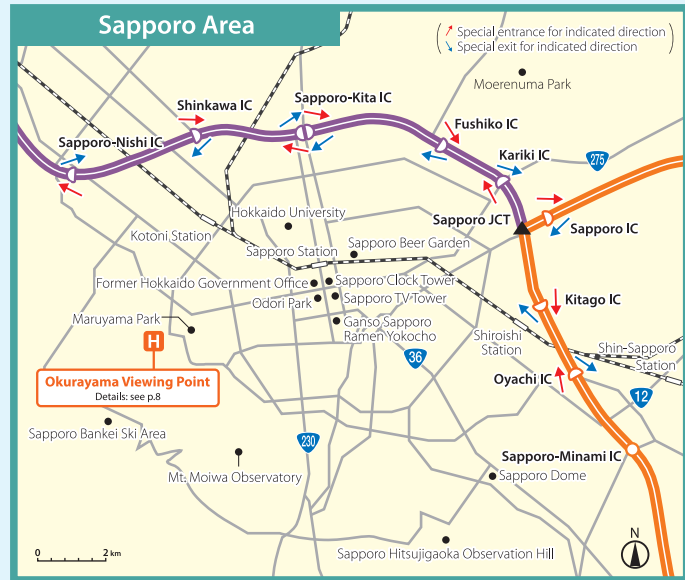 Sapporo Area
Special entrance for indicated direction
Special exit for indicated direction
Moerenuma Park
Shinkawa IC
Sapporo-Kita IC
Fushiko IC
Sapporo-Nishi IC
Kariki IC
275
Hokkaido University
Sapporo JCT
Sapporo IC
Kotoni Station
Sapporo Station
Sapporo Beer Garden
Former Hokkaido Government Office
Sapporo Clock Tower
Odori Park
Sapporo TV Tower
Kitago IC
Maruyama Park
Ganso Sapporo
Ramen Yokocho
Shiroishi
Station
Shin-Sapporo
Station
H
36
Okurayama Viewing Point
Details: see p.8
Oyachi IC
12
Sapporo Bankei Ski Area
230
Sapporo-Minami IC
Mt. Moiwa Observatory
Sapporo Dome
Sapporo Hitsujigaoka Observation Hill
N
0 2 km